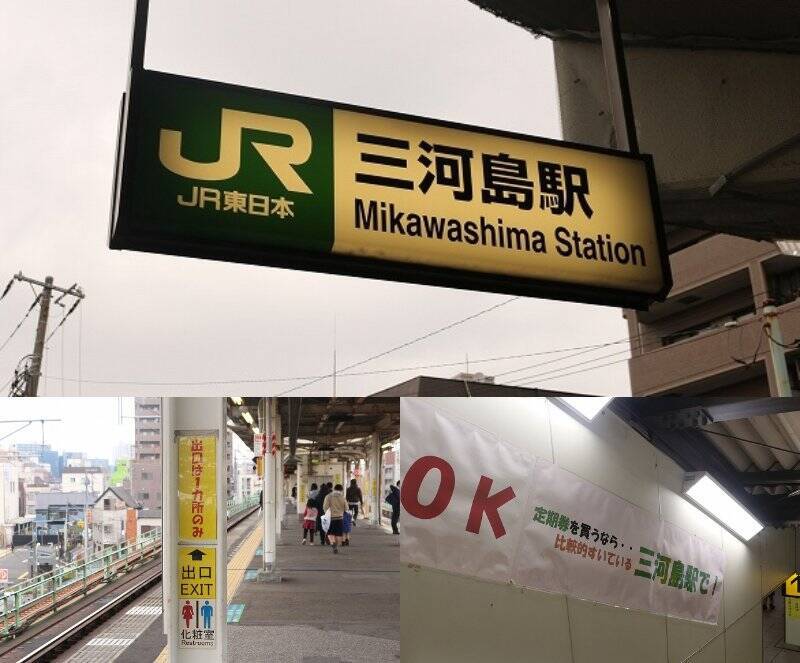 JR
JR東日本
三河島駅
Mikawashima Station
出口は1カ所のみ
出口
EXIT
化粧室
Restrooms
OK
定期券を買うなら・・
比較的すいている
三河島駅で!